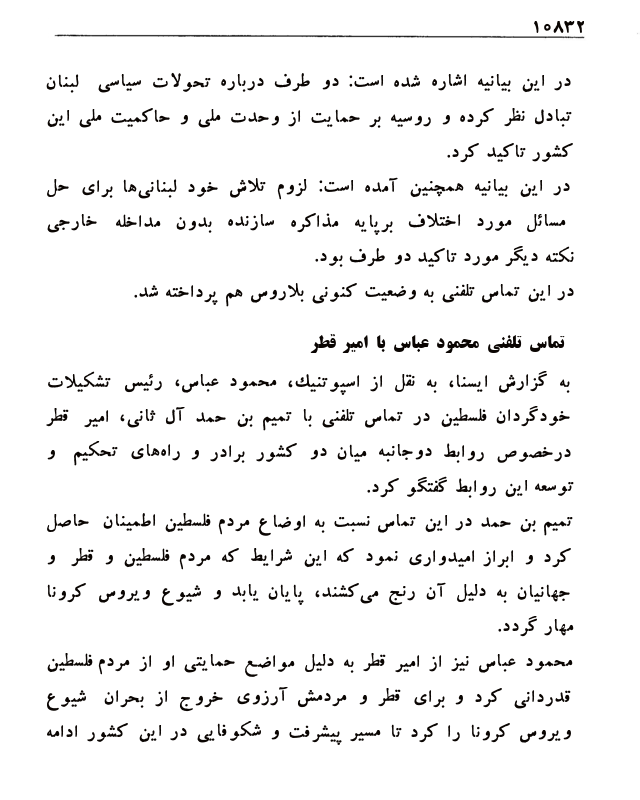 ۱۰۸۳۲
در این بیانیه اشاره شده است: دو طرف درباره تحولات سیاسی لبنان
تبادل نظر کرده و روسیه بر حمایت از وحدت ملی و حاکمیت ملی این
کشور تاکید کرد.
در این بیانیه همچنین آمده است: لزوم تلاش خود لبنانی‌ها برای حل
مسائل مورد اختلاف برپایه مذاکره سازنده بدون مداخله خارجی
نکته دیگر مورد تاکید دو طرف بود.
در این تماس تلفنی به وضعیت کنونی بلاروس هم پرداخته شد.
تماس تلفنی محمود عباس با امیر قطر
به گزارش ایسنا، به نقل از اسپوتنیك، محمود عباس، رئیس تشکیلات
خودگردان فلسطین در تماس تلفنی با تمیم بن حمد آل ثانی، امیر قطر
درخصوص روابط دوجانبه میان دو کشور برادر و راه‌های تحکیم و
توسعه این روابط گفتگو کرد.
تمیم بن حمد در این تماس نسبت به اوضاع مردم فلسطین اطمینان حاصل
کرد و ابراز امیدواری نمود که این شرایط که مردم فلسطین و قطر و
جهانیان به دلیل آن رنج می‌کشند، پایان یابد و شیوع ویروس کرونا
مهار گردد.
محمود عباس نیز از امیر قطر به دلیل مواضع حمایتی او از مردم فلسطین
قدردانی کرد و برای قطر و مردمش آرزوی خروج از بحران شیوع
ویروس کرونا را کرد تا مسیر پیشرفت و شکوفایی در این کشور ادامه